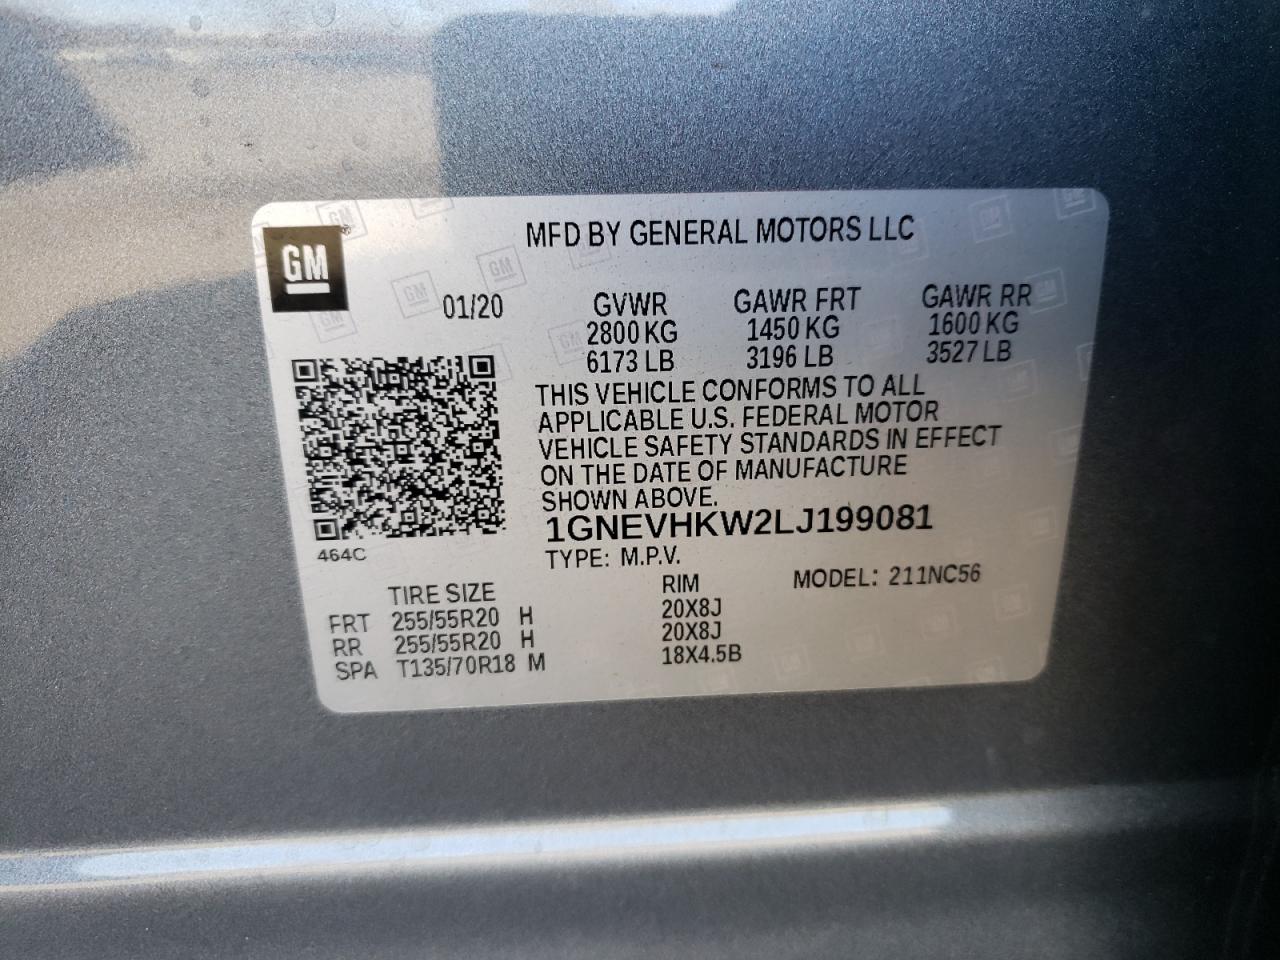 MFD BY GENERAL MOTORS LLC
GM
01/20 GVWR GAWR FRT GAWR RR
2800 KG 1450 KG 1600 KG
6173 LB 3196 LB 3527 LB
THIS VEHICLE CONFORMS TO ALL
APPLICABLE U.S. FEDERAL MOTOR
VEHICLE SAFETY STANDARDS IN EFFECT
ON THE DATE OF MANUFACTURE
SHOWN ABOVE.
1GNEVHKW2LJ199081
464C
TYPE: M.P.V. MODEL: 211NC56
TIRE SIZE RIM
FRT 255/55R20 H 20X8J
RR 255/55R20 H 20X8J
SPA T135/70R18 M 18X4.5B